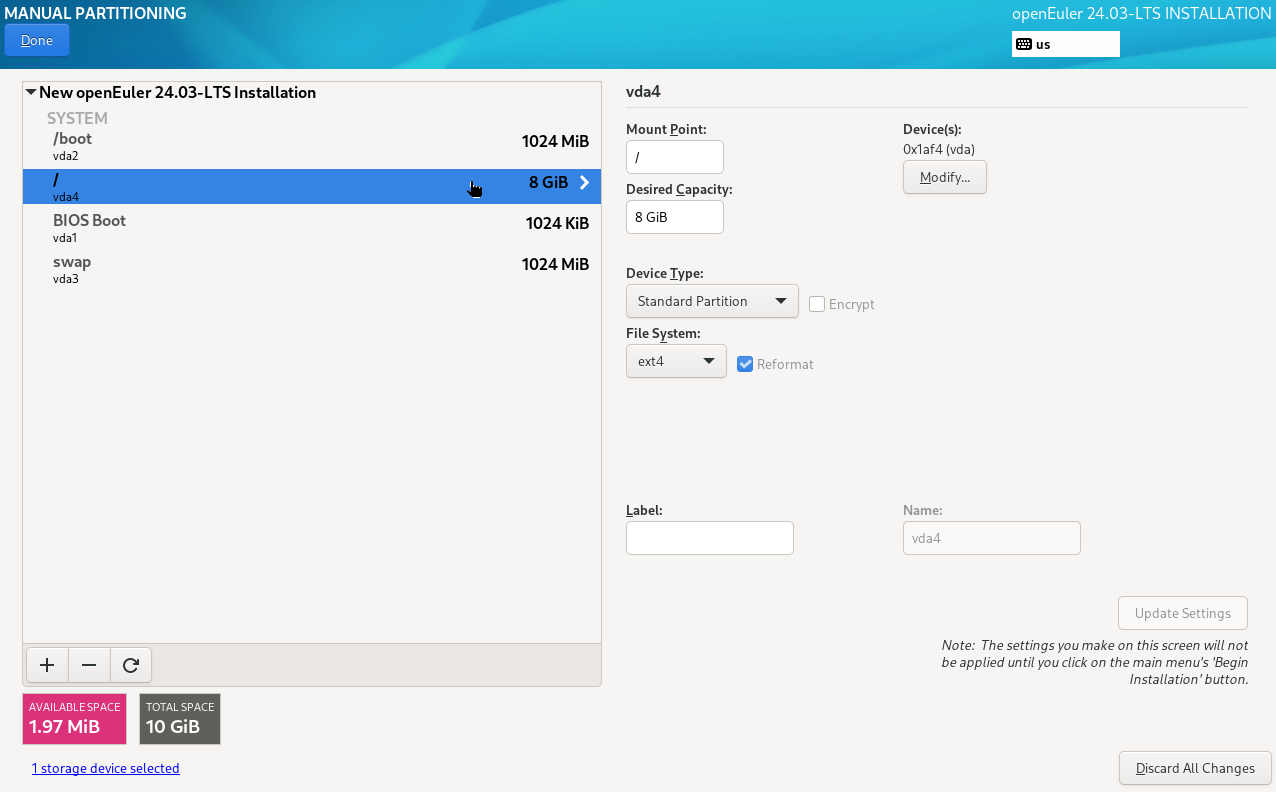 MANUAL PARTITIONING
openEuler 24.03-LTS INSTALLATION
Done
us
New openEuler 24.03-LTS Installation
SYSTEM
/boot
1024 MiB
vda2
/
8 GiB
vda4
BIOS Boot
1024 KiB
vda1
swap
1024 MiB
vda3
AVAILABLE SPACE
1.97 MiB
TOTAL SPACE
10 GiB
1 storage device selected
vda4
Mount Point:
/
Device(s):
0x1af4 (vda)
Modify...
Desired Capacity:
8 GiB
Device Type:
Standard Partition
Encrypt
File System:
ext4
Reformat
Label:
Name:
vda4
Update Settings
Note: The settings you make on this screen will not
be applied until you click on the main menu's 'Begin
Installation' button.
Discard All Changes